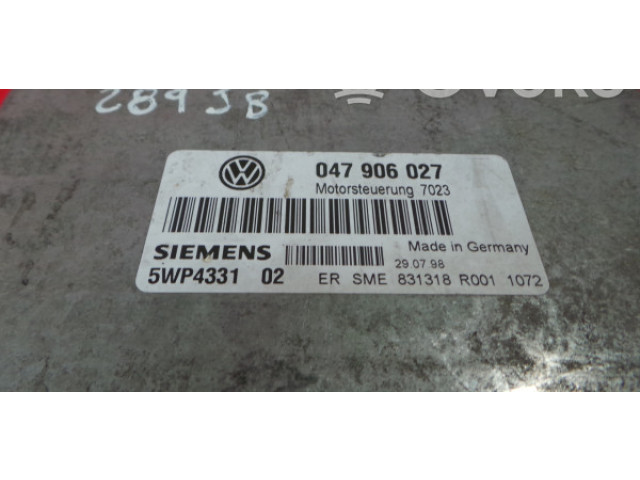 289JB
047 906 027
Motorsteuerung 7023
SIEMENS
Made in Germany
29.07.98
5WP4331 02 ER SME 831318 R001 1072